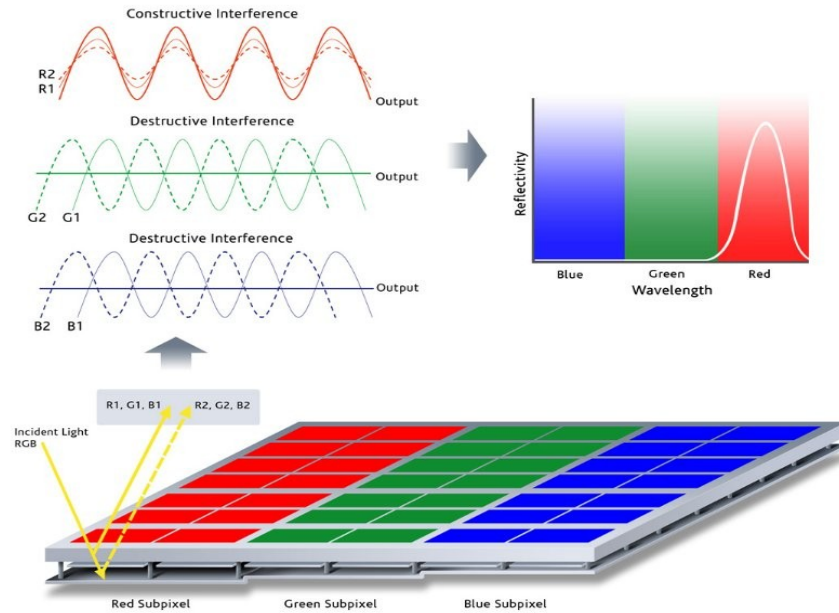 Constructive Interference
R2
R1
Output
Destructive Interference
Output
G2 G1
Destructive Interference
Output
B2 B1
Reflectivity
Blue Green Red
Wavelength
R1, G1, B1 R2, G2, B2
Incident Light
RGB
Red Subpixel Green Subpixel Blue Subpixel